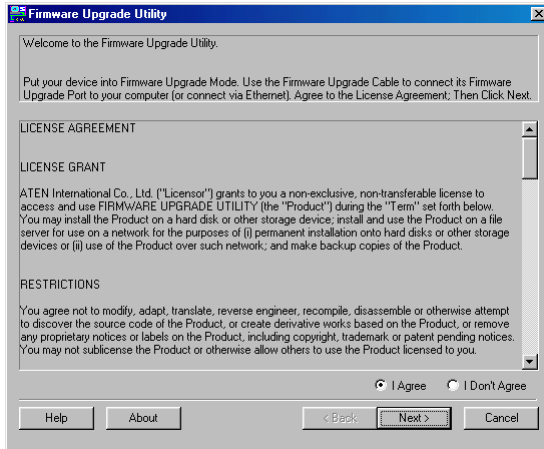 Firmware Upgrade Utility
Welcome to the Firmware Upgrade Utility.
Put your device into Firmware Upgrade Mode. Use the Firmware Upgrade Cable to connect its Firmware
Upgrade Port to your computer (or connect via Ethernet). Agree to the License Agreement; Then Click Next.
LICENSE AGREEMENT
LICENSE GRANT
ATEN International Co., Ltd. ("Licensor") grants to you a non-exclusive, non-transferable license to
access and use FIRMWARE UPGRADE UTILITY (the "Product") during the "Term" set forth below.
You may install the Product on a hard disk or other storage device; install and use the Product on a file
server for use on a network for the purposes of (i) permanent installation onto hard disks or other storage
devices or (ii) use of the Product over such network; and make backup copies of the Product.
RESTRICTIONS
You agree not to modify, adapt, translate, reverse engineer, recompile, disassemble or otherwise attempt
to discover the source code of the Product, or create derivative works based on the Product, or remove
any proprietary notices or labels on the Product, including copyright, trademark or patent pending notices.
You may not sublicense the Product or otherwise allow others to use the Product licensed to you.
I Agree I Don't Agree
Help About < Back Next > Cancel